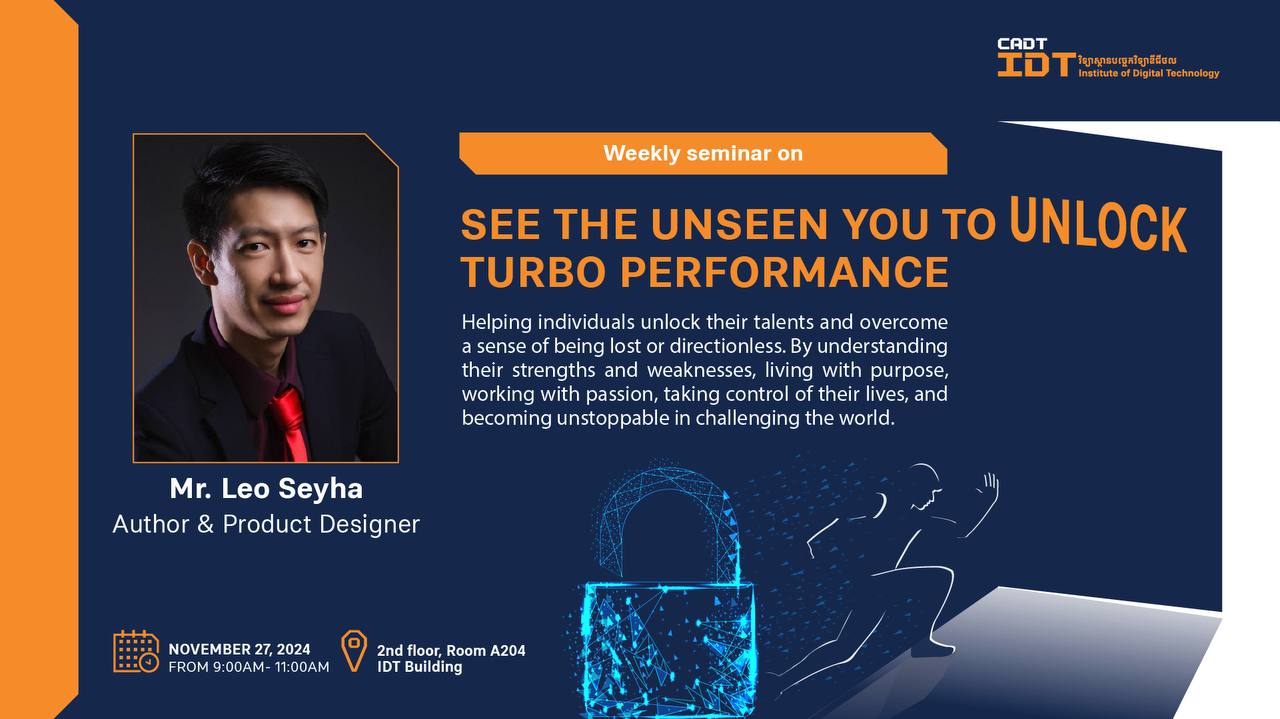 CADT
IDT
វិទ្យាស្ថានបច្ចេកវិទ្យាឌីជីថល
Institute of Digital Technology
Weekly seminar on
SEE THE UNSEEN YOU TO UNLOCK
TURBO PERFORMANCE
Helping individuals unlock their talents and overcome
a sense of being lost or directionless. By understanding
their strengths and weaknesses, living with purpose,
working with passion, taking control of their lives, and
becoming unstoppable in challenging the world.
Mr. Leo Seyha
Author & Product Designer
NOVEMBER 27, 2024
FROM 9:00AM- 11:00AM
2nd floor, Room A204
IDT Building